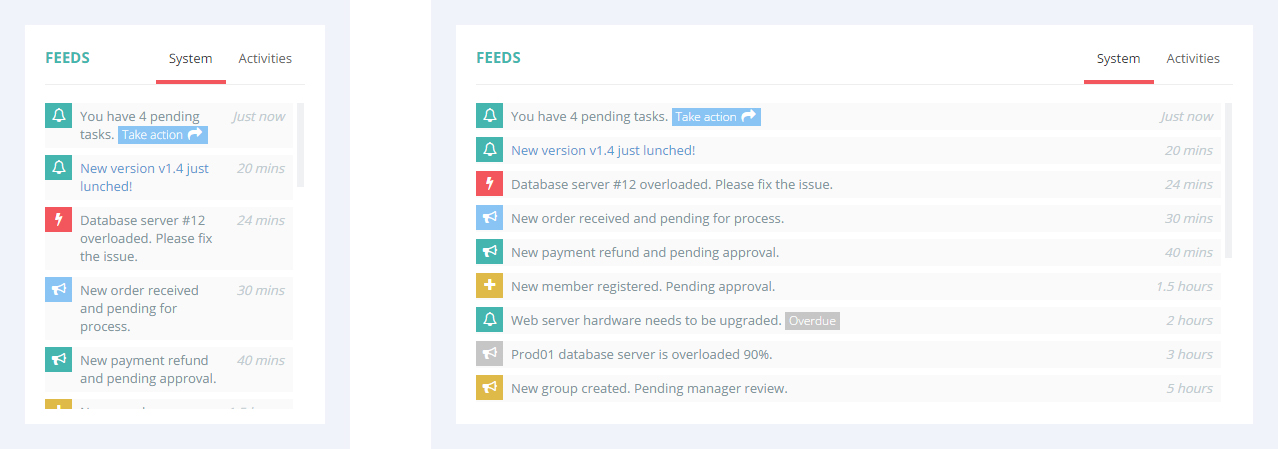 FEEDS
System
Activities
You have 4 pending
tasks. Take action
Just now
New version v1.4 just
lunched!
20 mins
Database server #12
overloaded. Please fix
the issue.
24 mins
New order received
and pending for
process.
30 mins
New payment refund
and pending approval.
40 mins
FEEDS
System
Activities
You have 4 pending tasks. Take action
Just now
New version v1.4 just lunched!
20 mins
Database server #12 overloaded. Please fix the issue.
24 mins
New order received and pending for process.
30 mins
New payment refund and pending approval.
40 mins
New member registered. Pending approval.
1.5 hours
Web server hardware needs to be upgraded. Overdue
2 hours
Prod01 database server is overloaded 90%.
3 hours
New group created. Pending manager review.
5 hours